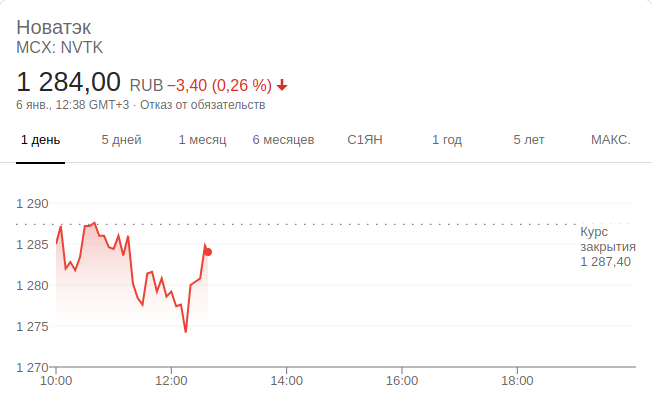 Новатэк
MCX: NVTK
1 284,00 RUB −3,40 (0,26 %)
6 янв., 12:38 GMT+3 · Отказ от обязательств
1 день 5 дней 1 месяц 6 месяцев С1ЯН 1 год 5 лет МАКС.
1 290
1 285
1 280
1 275
1 270
Курс
закрытия
1 287,40
10:00 12:00 14:00 16:00 18:00